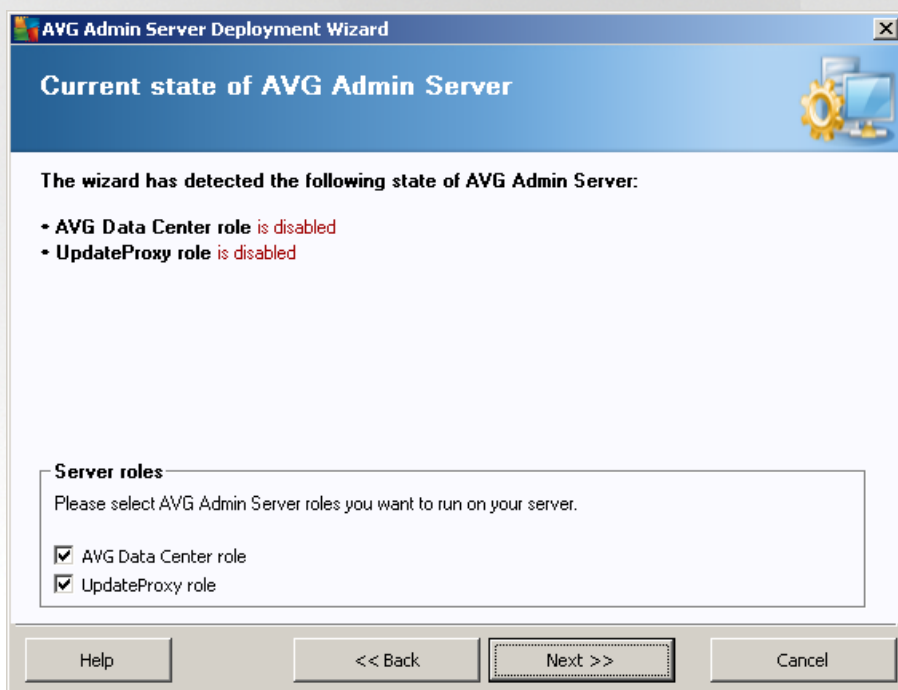 AVG Admin Server Deployment Wizard
Current state of AVG Admin Server
The wizard has detected the following state of AVG Admin Server:
• AVG Data Center role is disabled
• UpdateProxy role is disabled
Server roles
Please select AVG Admin Server roles you want to run on your server.
AVG Data Center role
UpdateProxy role
Help << Back Next >> Cancel